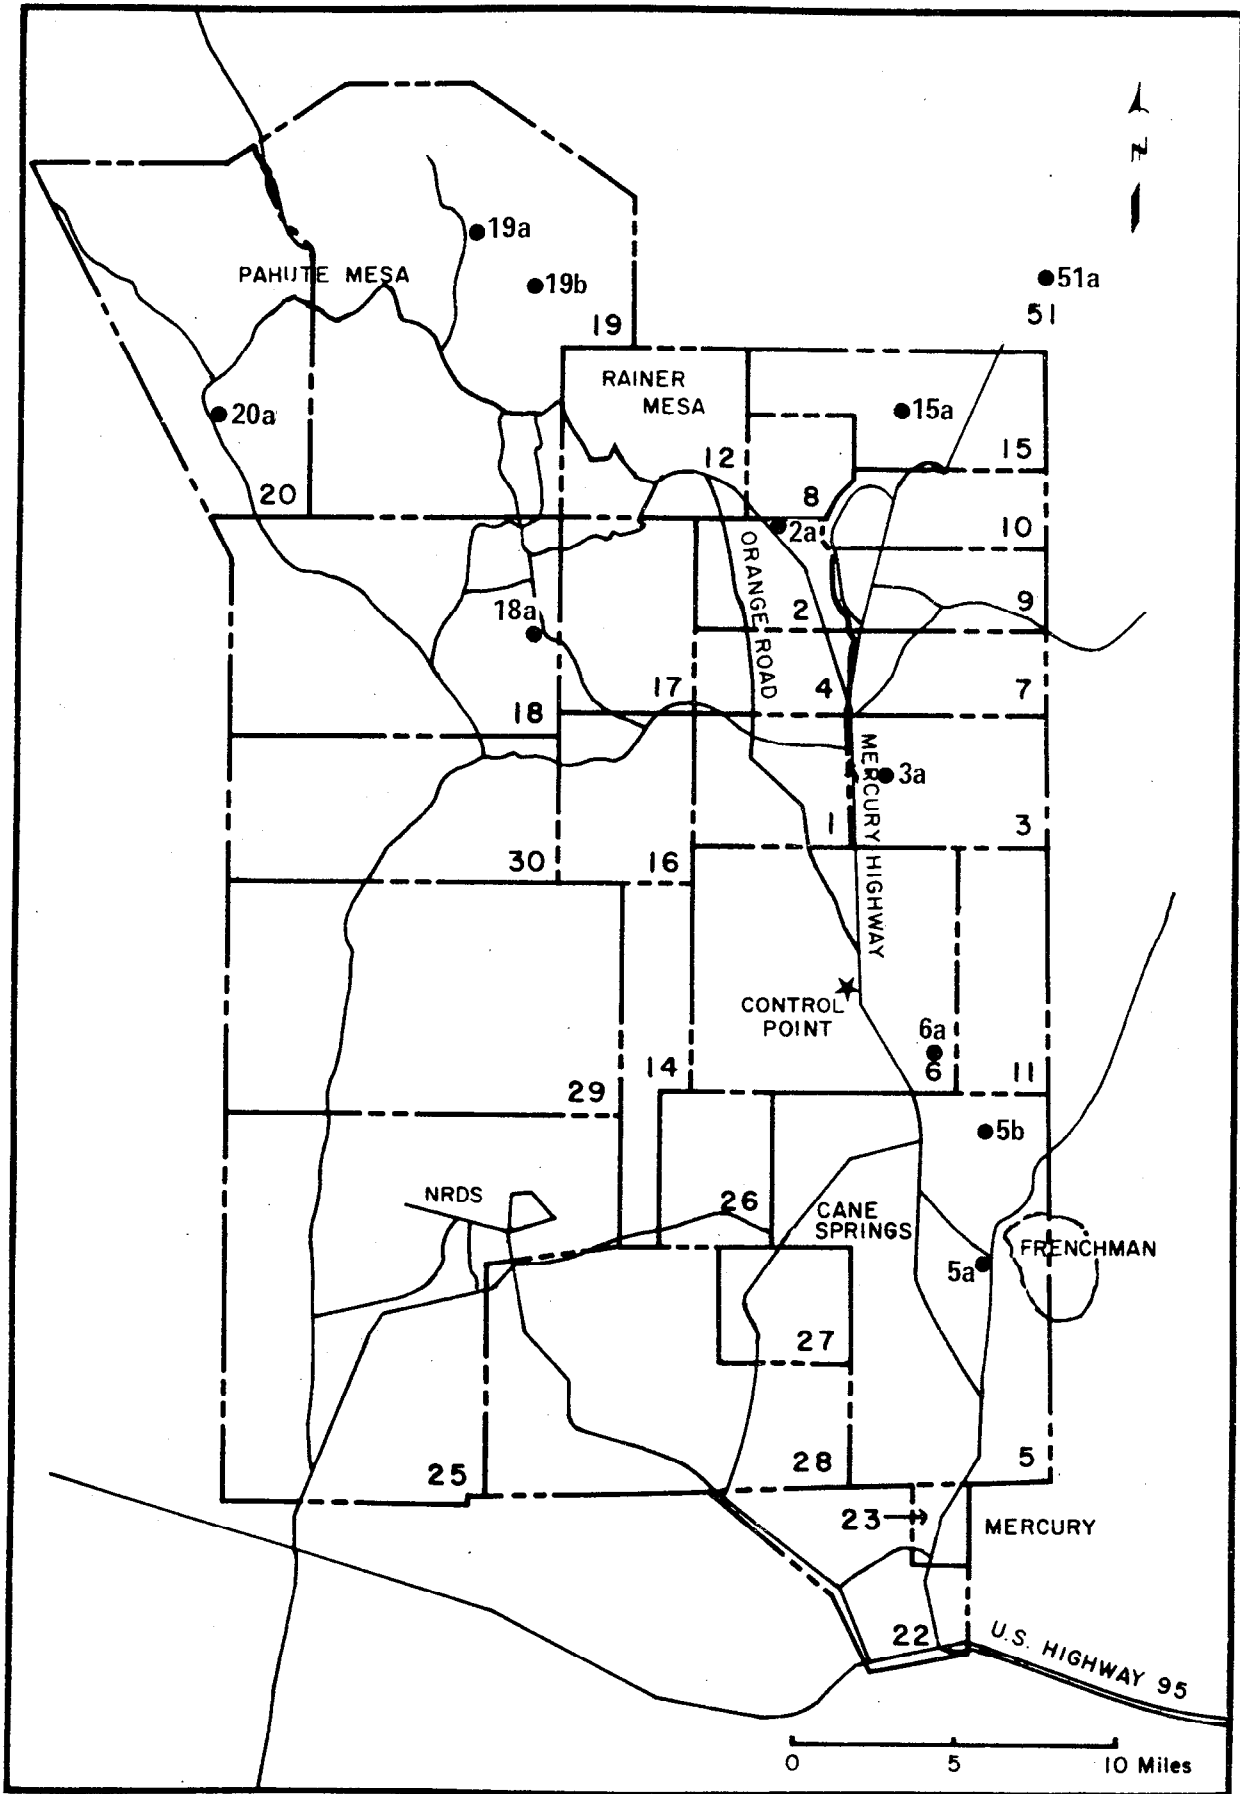 N
19a
PAHUTE MESA
51a
19b
51
19
RAINER
MESA
15a
20a
12
15
20
8
2a
10
ORANGE ROAD
18a
2
9
17
4
7
18
MERCURY HIGHWAY
3a
1
3
30
16
CONTROL
POINT
6a
6
14
11
29
5b
NRDS
26
CANE
SPRINGS
FRENCHMAN
5a
27
25
28
5
23
MERCURY
22
U.S. HIGHWAY 95
0 5 10 Miles